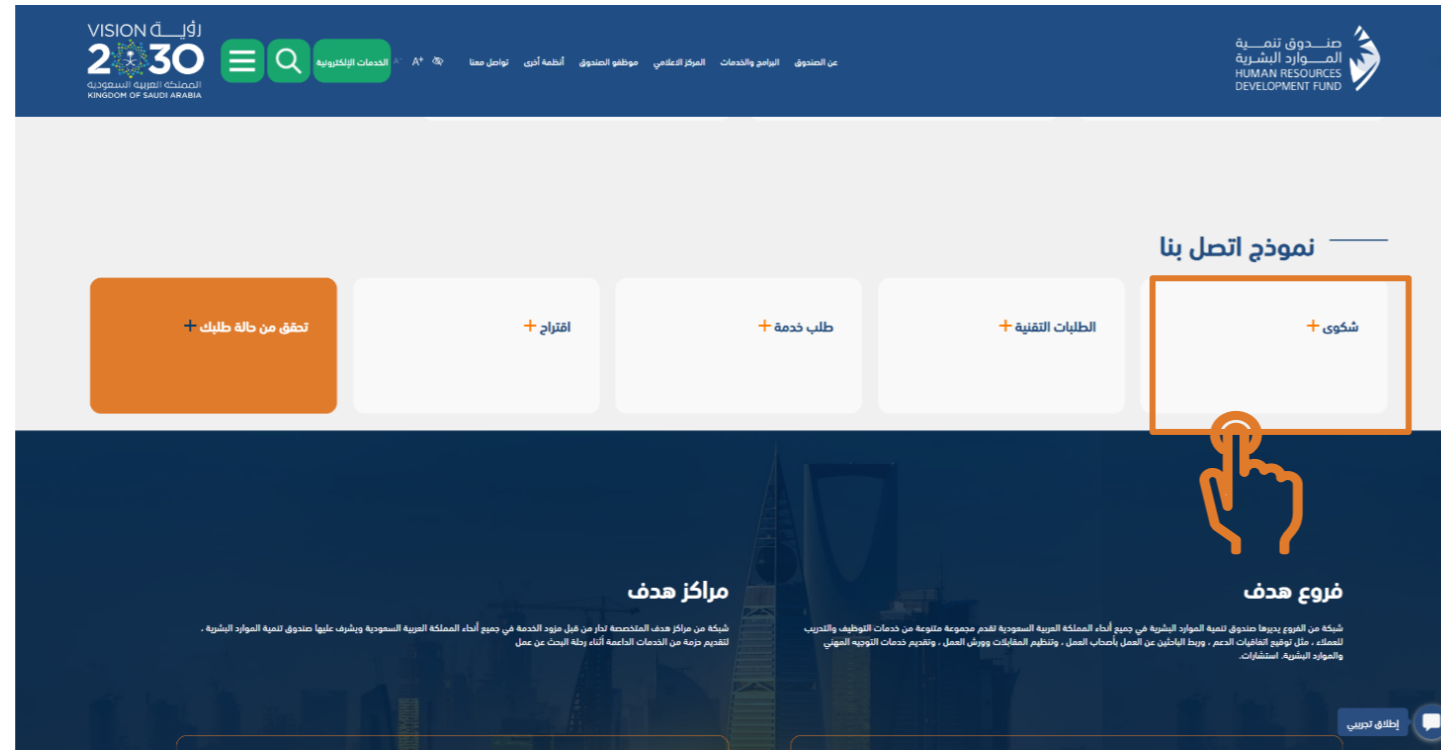 صنــــدوق تنمـــــية
المــــوارد البشــرية
HUMAN RESOURCES
DEVELOPMENT FUND
عن الصندوق
البرامج والخدمات
المركز الاعلامي
موظفو الصندوق
أنظمة أخرى
تواصل معنا
A+
A-
الخدمات الإلكترونية
VISION رؤيـــة
2030
المملكة العربية السعودية
KINGDOM OF SAUDI ARABIA
نموذج اتصل بنا
شكوى +
الطلبات التقنية +
طلب خدمة +
اقتراح +
تحقق من حالة طلبك +
فروع هدف
شبكة من الفروع يديرها صندوق تنمية الموارد البشرية في جميع أنحاء المملكة العربية السعودية تقدم مجموعة متنوعة من خدمات التوظيف والتدريب
للعملاء ، مثل توقيع اتفاقيات الدعم ، وربط الباحثين عن العمل بأصحاب العمل ، وتنظيم المقابلات وورش العمل ، وتقديم خدمات التوجيه المهني
والموارد البشرية. استشارات.
مراكز هدف
شبكة من مراكز هدف المتخصصة تدار من قبل مزود الخدمة في جميع أنحاء المملكة العربية السعودية ويشرف عليها صندوق تنمية الموارد البشرية ،
لتقديم حزمة من الخدمات الداعمة أثناء رحلة البحث عن عمل
إطلاق تجريبي